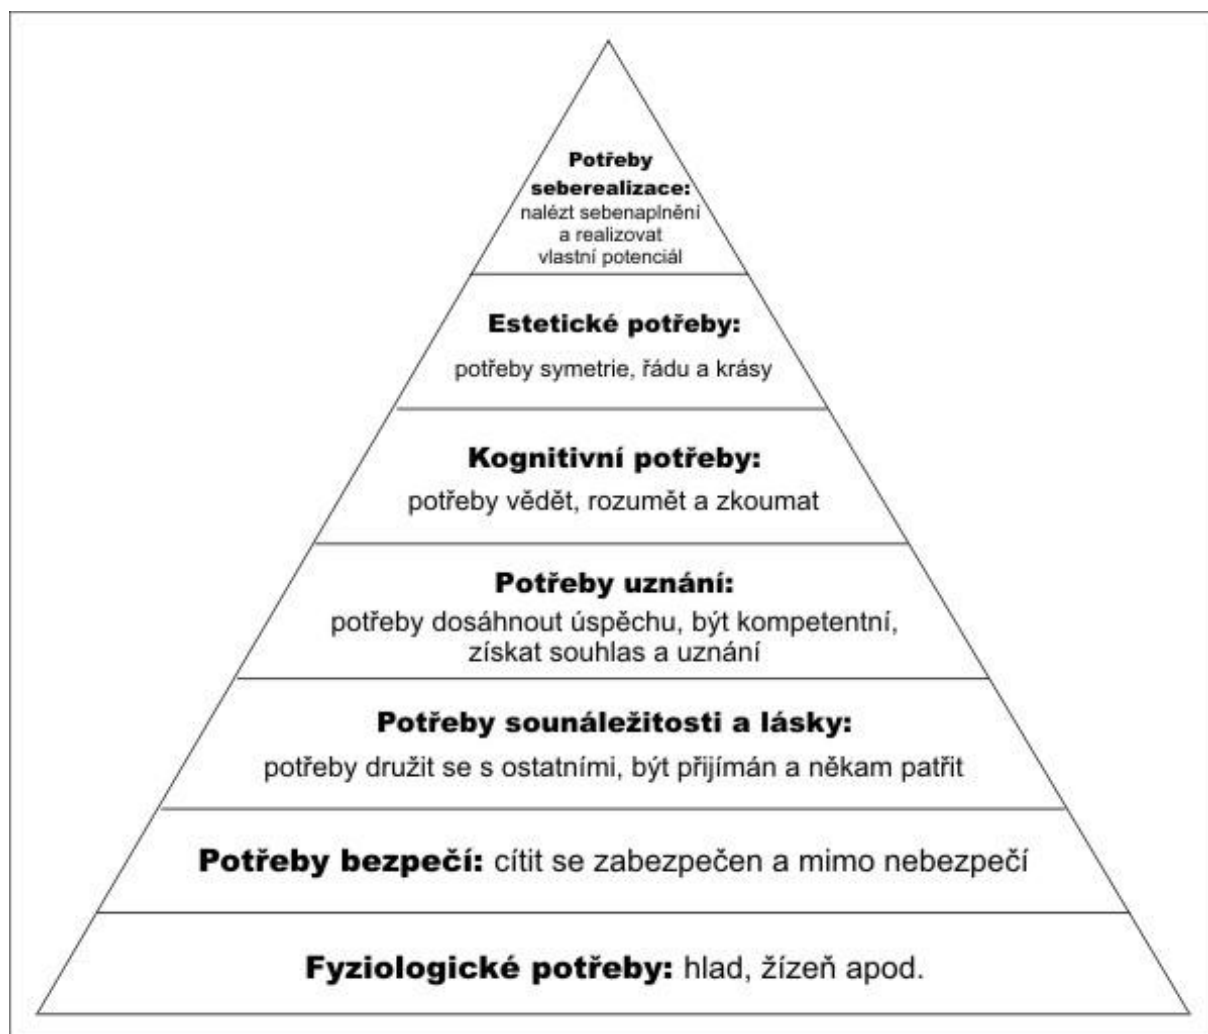 Potřeby
seberealizace:
nalézt sebenaplnění
a realizovat
vlastní potenciál
Estetické potřeby:
potřeby symetrie, řádu a krásy
Kognitivní potřeby:
potřeby vědět, rozumět a zkoumat
Potřeby uznání:
potřeby dosáhnout úspěchu, být kompetentní,
získat souhlas a uznání
Potřeby sounáležitosti a lásky:
potřeby družit se s ostatními, být přijímán a někam patřit
Potřeby bezpečí: cítit se zabezpečen a mimo nebezpečí
Fyziologické potřeby: hlad, žízeň apod.